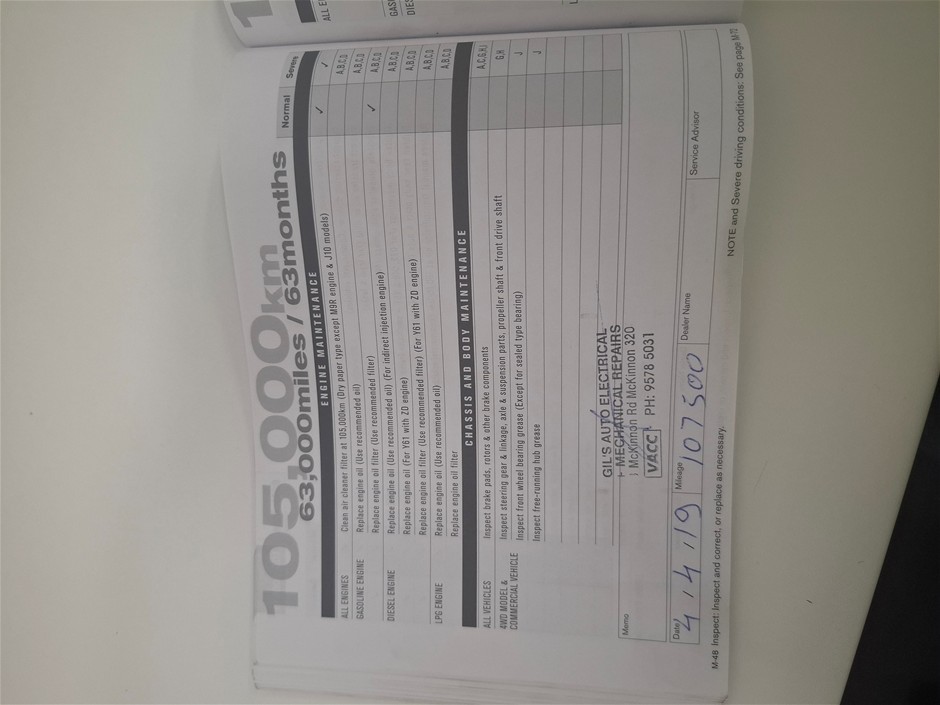 105,000km
63,000miles / 63months
Normal Severe
ENGINE MAINTENANCE ✓ ✓
ALL ENGINES Clean air cleaner filter at 105,000km (Dry paper type except M9R engine & J10 models) A,B,C,D
GASOLINE ENGINE Replace engine oil (Use recommended oil) A,B,C,D
Replace engine oil filter (Use recommended filter) ✓ A,B,C,D
DIESEL ENGINE Replace engine oil (Use recommended oil) (For indirect injection engine) A,B,C,D
Replace engine oil (For Y61 with ZD engine) A,B,C,D
Replace engine oil filter (Use recommended filter) (For Y61 with ZD engine) A,B,C,D
LPG ENGINE Replace engine oil (Use recommended oil) A,B,C,D
Replace engine oil filter
CHASSIS AND BODY MAINTENANCE
ALL VEHICLES Inspect brake pads, rotors & other brake components A,C,G,H,I
4WD MODEL & Inspect steering gear & linkage, axle & suspension parts, propeller shaft & front drive shaft G,H
COMMERCIAL VEHICLE Inspect front wheel bearing grease (Except for sealed type bearing) J
Inspect free-running hub grease J
GIL'S AUTO ELECTRICAL
MECHANICAL REPAIRS
McKinnon Rd McKinnon 320
VACC PH: 9578 5031
Memo
Date 4/4/19 Mileage 107500 Dealer Name Service Advisor
M-48 Inspect: Inspect and correct, or replace as necessary. NOTE and Severe driving conditions: See page M-10
1
ALL E
GAS
DIES
L